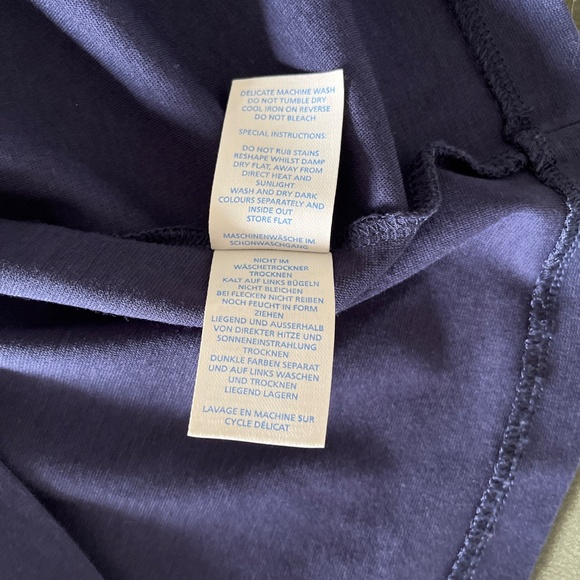 DELICATE MACHINE WASH
DO NOT TUMBLE DRY
COOL IRON ON REVERSE
DO NOT BLEACH
SPECIAL INSTRUCTIONS:
DO NOT RUB STAINS
RESHAPE WHILST DAMP
DRY FLAT, AWAY FROM
DIRECT HEAT AND
SUNLIGHT
WASH AND DRY DARK
COLOURS SEPARATELY AND
INSIDE OUT
STORE FLAT
MASCHINENWÄSCHE IM
SCHONWASCHGANG
NICHT IM
WÄSCHETROCKNER
TROCKNEN
KALT AUF LINKS BÜGELN
NICHT BLEICHEN
BEI FLECKEN NICHT REIBEN
NOCH FEUCHT IN FORM
ZIEHEN
LIEGEND UND AUSSERHALB
VON DIREKTER HITZE UND
SONNENEINSTRAHLUNG
TROCKNEN
DUNKLE FARBEN SEPARAT
UND AUF LINKS WASCHEN
UND TROCKNEN
LIEGEND LAGERN
LAVAGE EN MACHINE SUR
CYCLE DÉLICAT